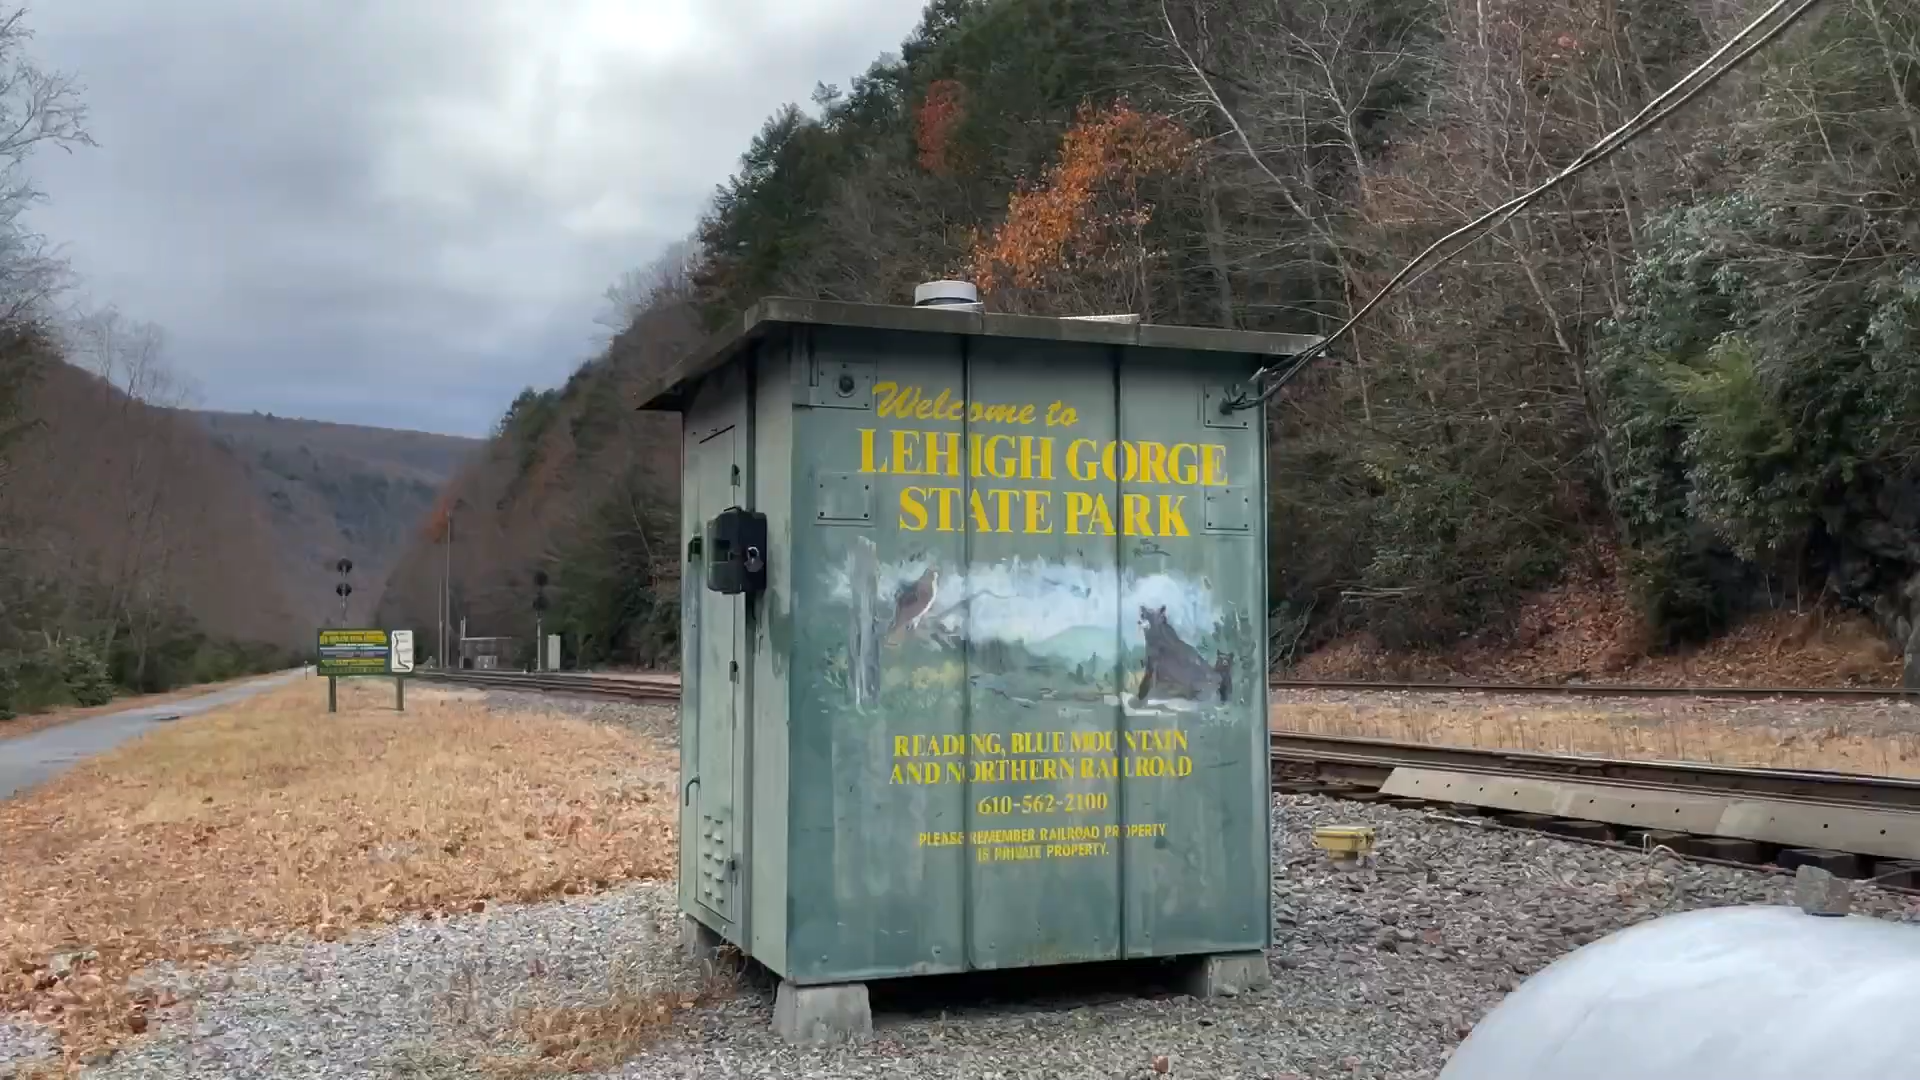 Welcome to
LEHIGH GORGE
STATE PARK
READING, BLUE MOUNTAIN
AND NORTHERN RAILROAD
610-562-2100
PLEASE REMEMBER RAILROAD PROPERTY
IS PRIVATE PROPERTY.